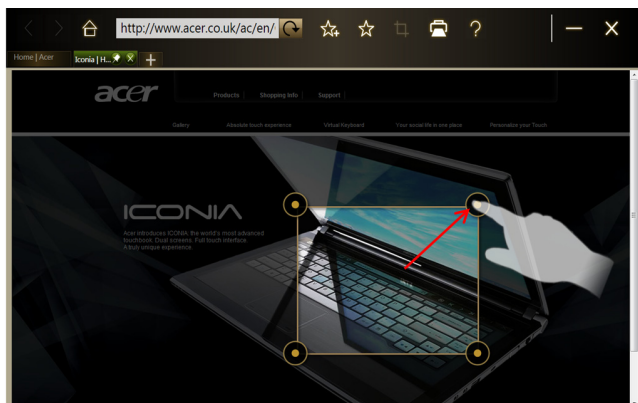 http://www.acer.co.uk/ac/en/
?
Home | Acer
Iconia | H...
acer
Products | Shopping Info | Support |
Gallery Absolute touch experience Virtual Keyboard Your social life in one place Personalize your Touch
ICONIA
Acer introduces ICONIA: the world's most advanced
touchbook. Dual screens. Full touch interface.
A truly unique experience.